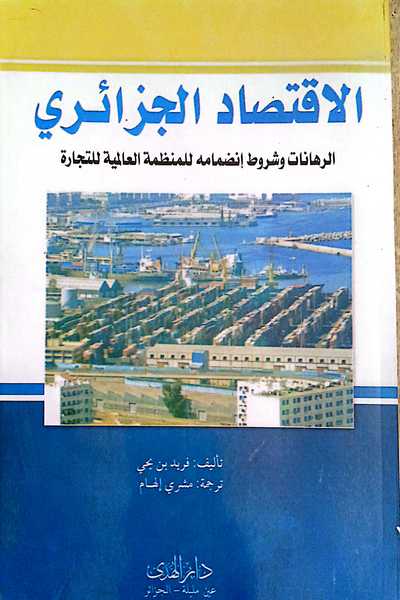 الاقتصاد الجزائري
الرهانات وشروط إنضمامه للمنظمة العالمية للتجارة
تأليف: فريد بن يحي
ترجمة: مشري إلهام
دار الهدى
عين مليلة - الجزائر